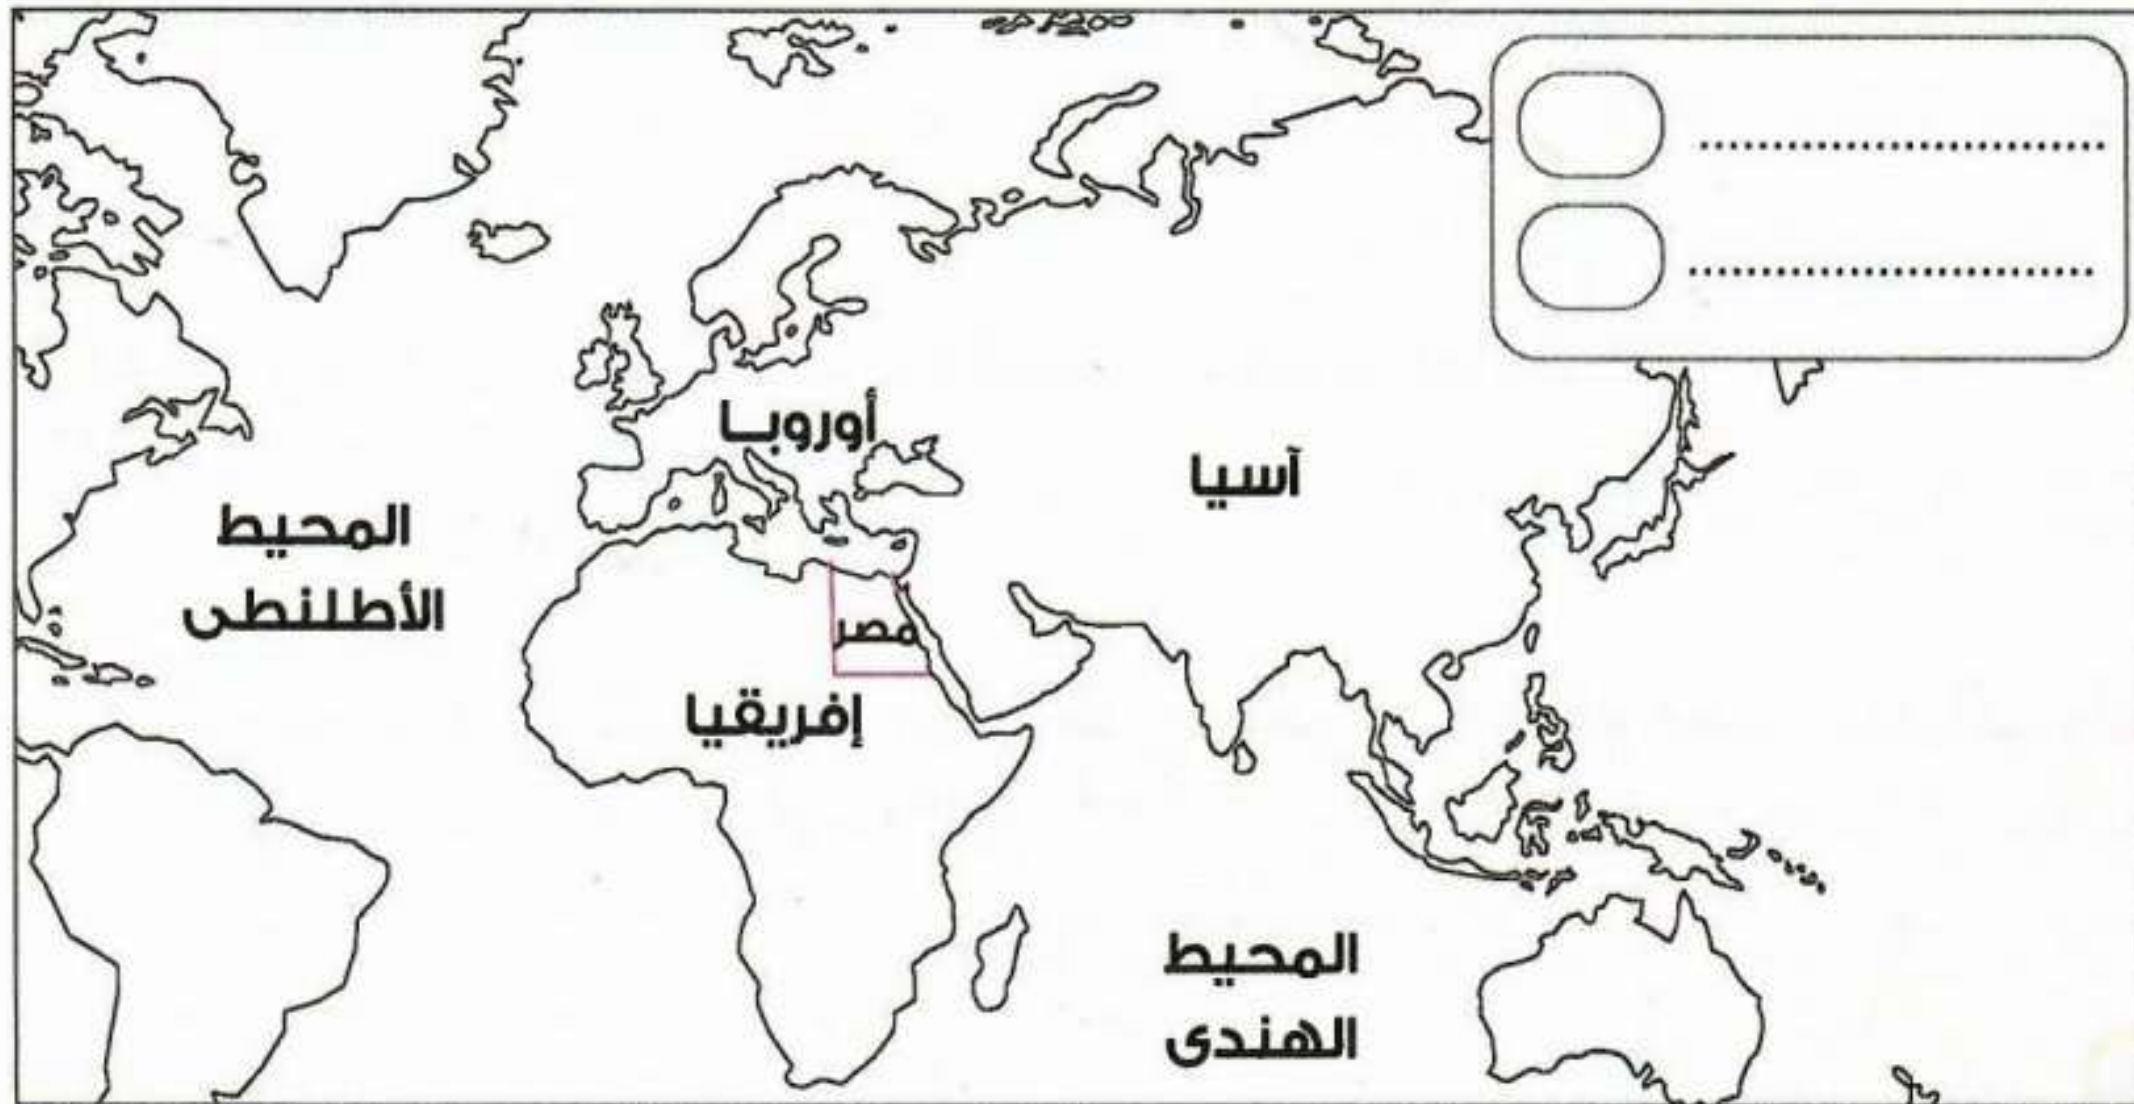 أوروبا
آسيا
المحيط
الأطلنطى
مصر
إفريقيا
المحيط
الهندى